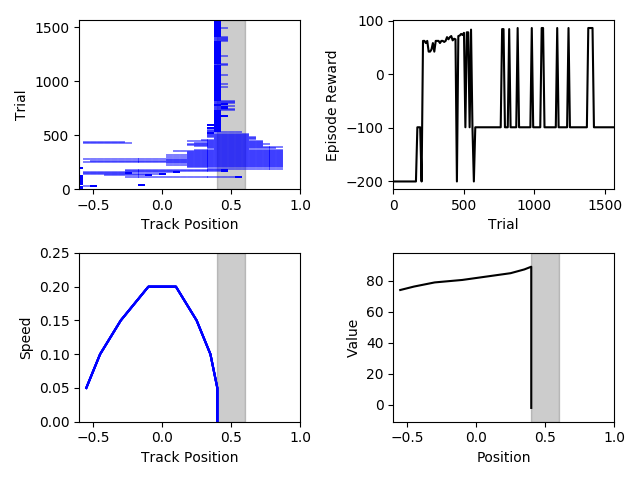 1500
1000
500
0
Trial
−0.5 0.0 0.5 1.0
Track Position
100
0
−100
−200
Episode Reward
0 500 1000 1500
Trial
0.25
0.20
0.15
0.10
0.05
0.00
Speed
−0.5 0.0 0.5 1.0
Track Position
80
60
40
20
0
Value
−0.5 0.0 0.5 1.0
Position